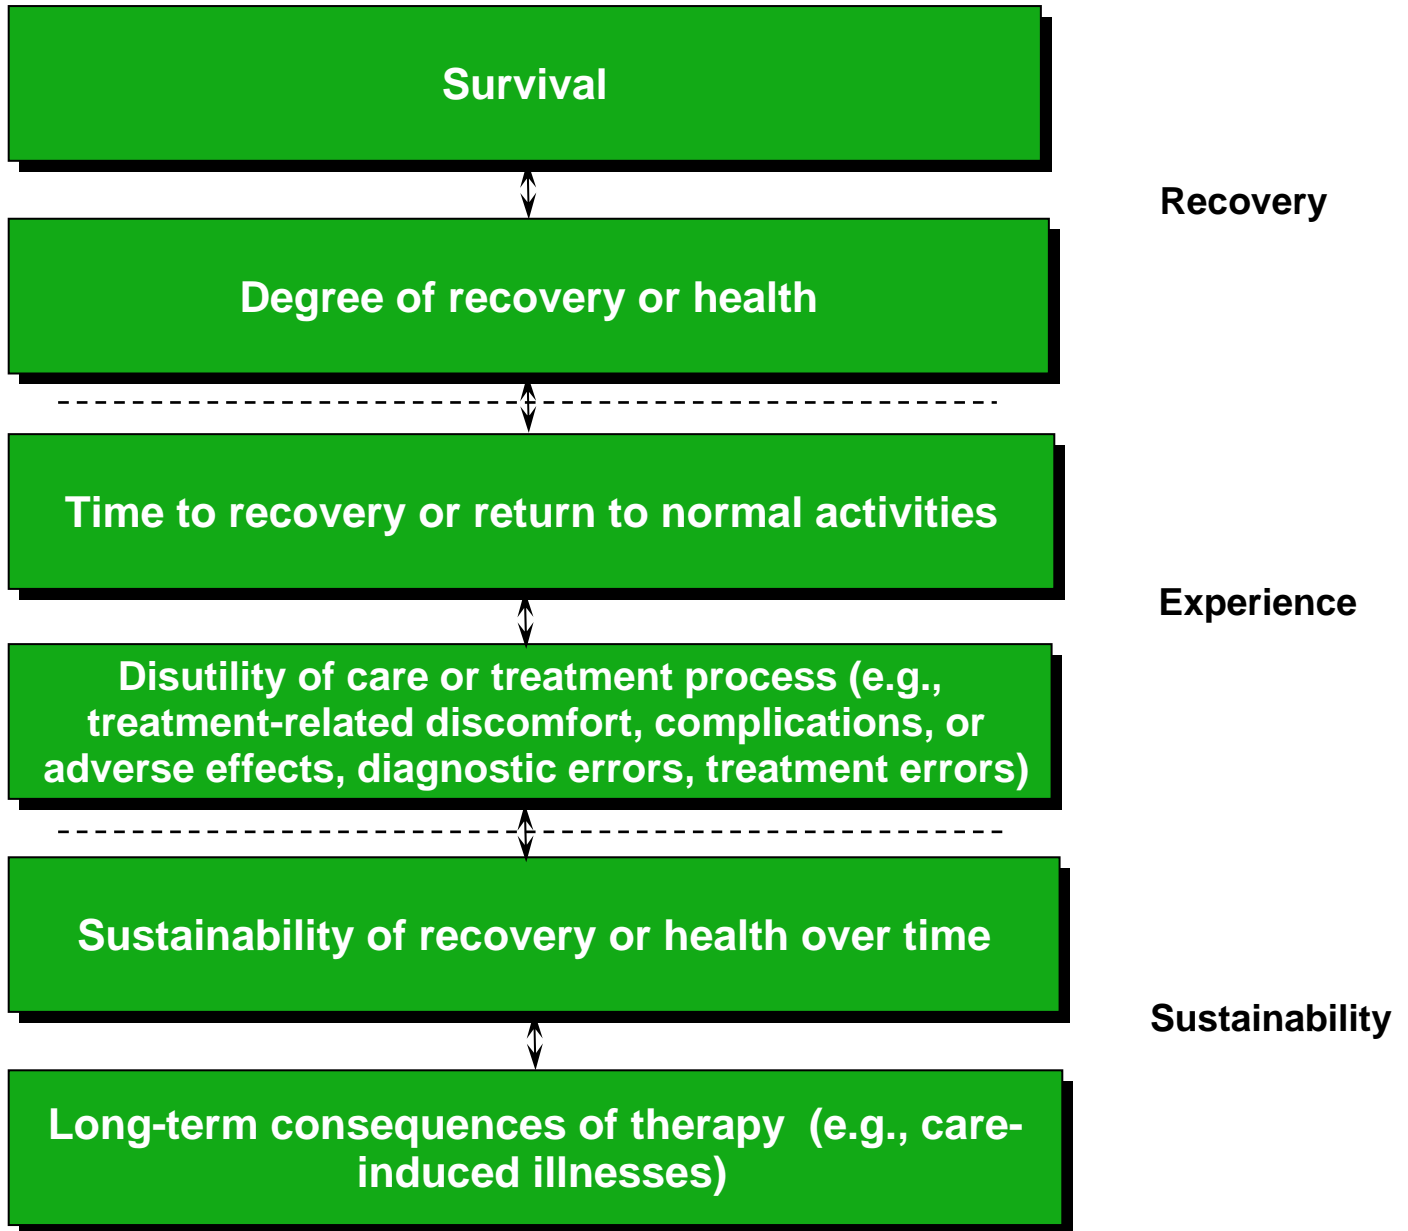 Survival
Recovery
Degree of recovery or health
Time to recovery or return to normal activities
Experience
Disutility of care or treatment process (e.g.,
treatment-related discomfort, complications, or
adverse effects, diagnostic errors, treatment errors)
Sustainability of recovery or health over time
Sustainability
Long-term consequences of therapy  (e.g., care-
induced illnesses)